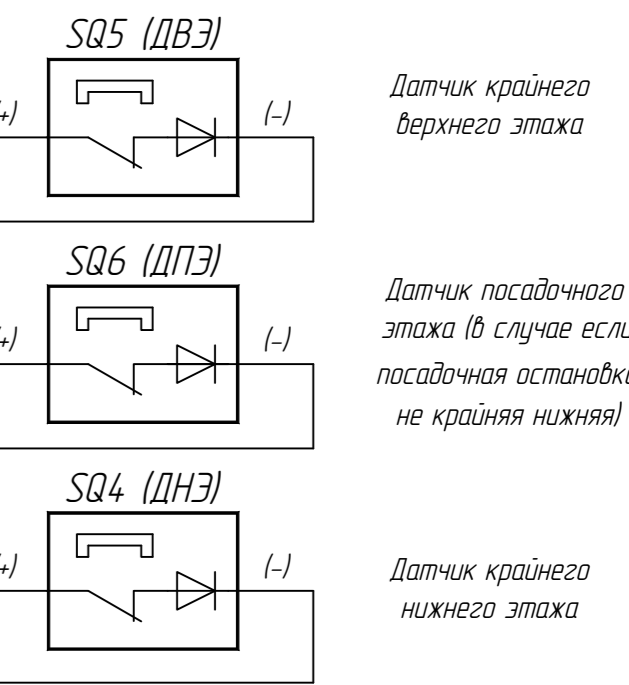 SQ5 (ДВЭ)
(+)
(-)
Датчик крайнего
верхнего этажа
SQ6 (ДПЭ)
(+)
(-)
Датчик посадочного
этажа (в случае если
посадочная остановка
не крайняя нижняя)
SQ4 (ДНЭ)
(+)
(-)
Датчик крайнего
нижнего этажа